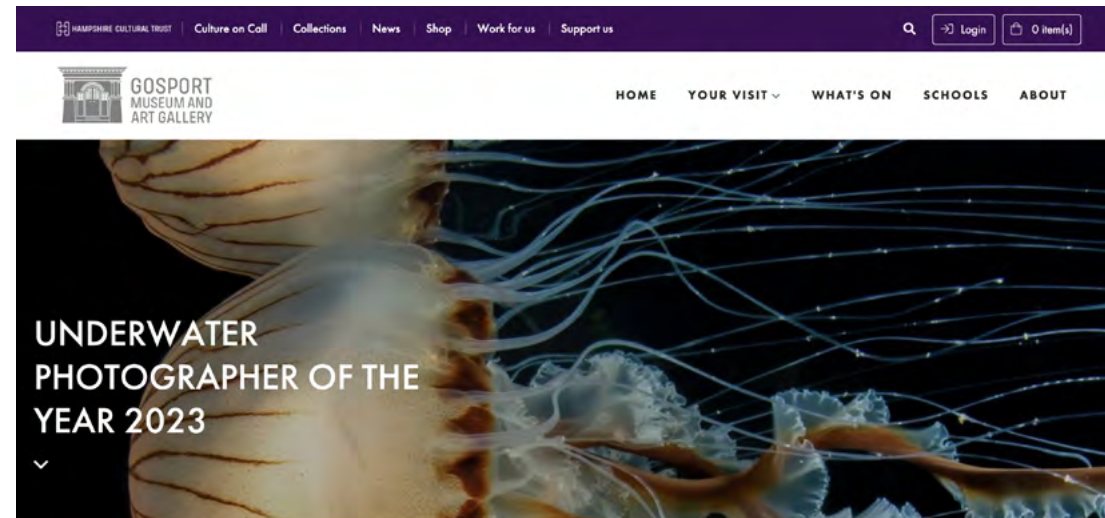 HAMPSHIRE CULTURAL TRUST Culture on Call Collections News Shop Work for us Support us Login 0 item(s)
GOSPORT
MUSEUM AND
ART GALLERY
HOME YOUR VISIT WHAT'S ON SCHOOLS ABOUT
UNDERWATER
PHOTOGRAPHER OF THE
YEAR 2023